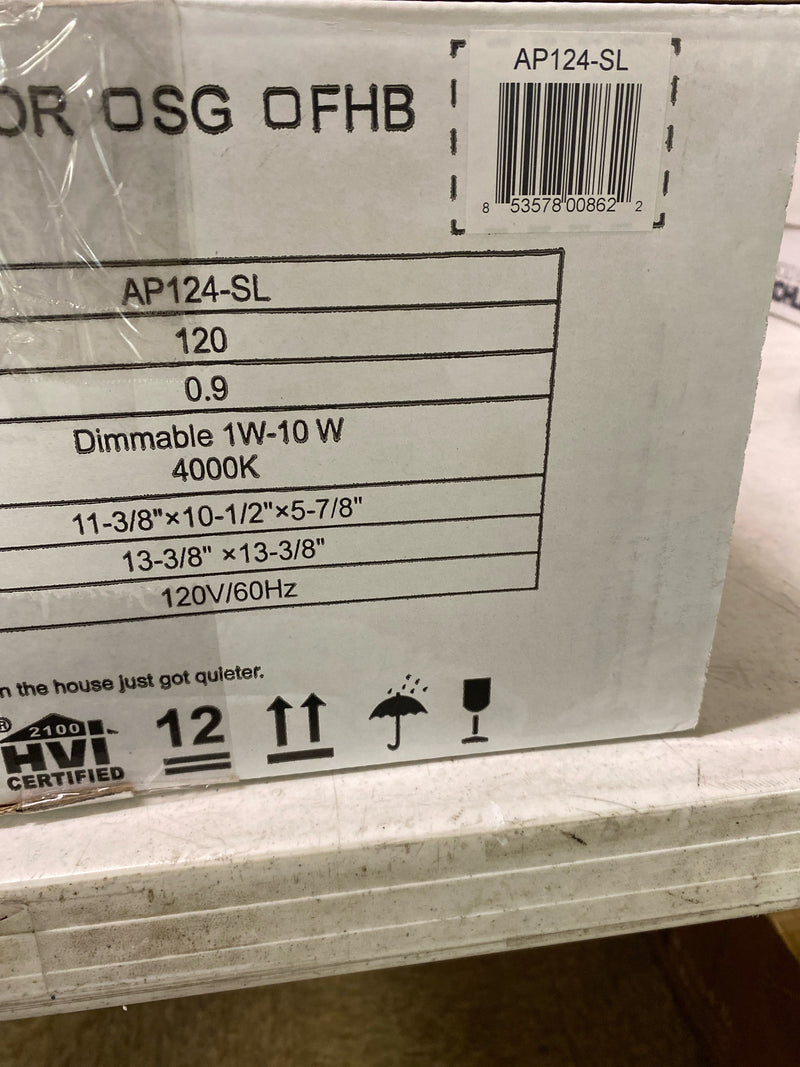 AP124-SL
OR ☐SG ☐FHB
8 53578 00862 2
AP124-SL
120
0.9
Dimmable 1W-10 W
4000K
11-3/8"×10-1/2"×5-7/8"
13-3/8" ×13-3/8"
120V/60Hz
n the house just got quieter.
® 2100
HVI
CERTIFIED
12